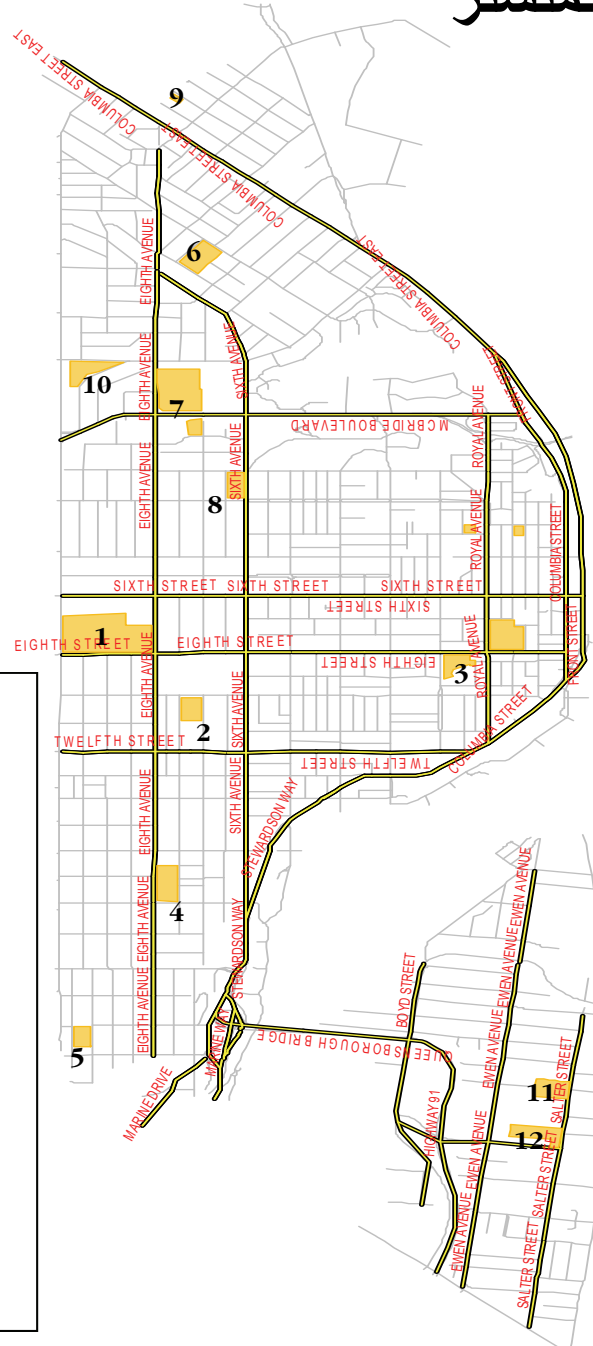 COLUMBIA STREET EAST
9
COLUMBIA STREET EAST
COLUMBIA STREET EAST
6
EIGHTH AVENUE
SIXTH AVENUE
10
EIGHTH AVENUE
7
FRONT STREET
MCBRIDE BOULEVARD
ROYAL AVENUE
EIGHTH AVENUE
SIXTH AVENUE
8
ROYAL AVENUE
COLUMBIA STREET
SIXTH STREET
SIXTH STREET
SIXTH STREET
SIXTH STREET
1
EIGHTH STREET
EIGHTH STREET
EIGHTH STREET
3
ROYAL AVENUE
FRONT STREET
EIGHTH AVENUE
2
SIXTH AVENUE
TWELFTH STREET
TWELFTH STREET
COLUMBIA STREET
EIGHTH AVENUE
SIXTH AVENUE
STEWARDSON WAY
EWEN AVENUE
4
EIGHTH AVENUE
STEWARDSON WAY
EWEN AVENUE
BOYD STREET
EIGHTH AVENUE
5
MARINE WAY
QUEENSBOROUGH BRIDGE
EWEN AVENUE
MARINE DRIVE
11
SALTER STREET
HIGHWAY 91
12
EWEN AVENUE
SALTER STREET
EWEN AVENUE
SALTER STREET